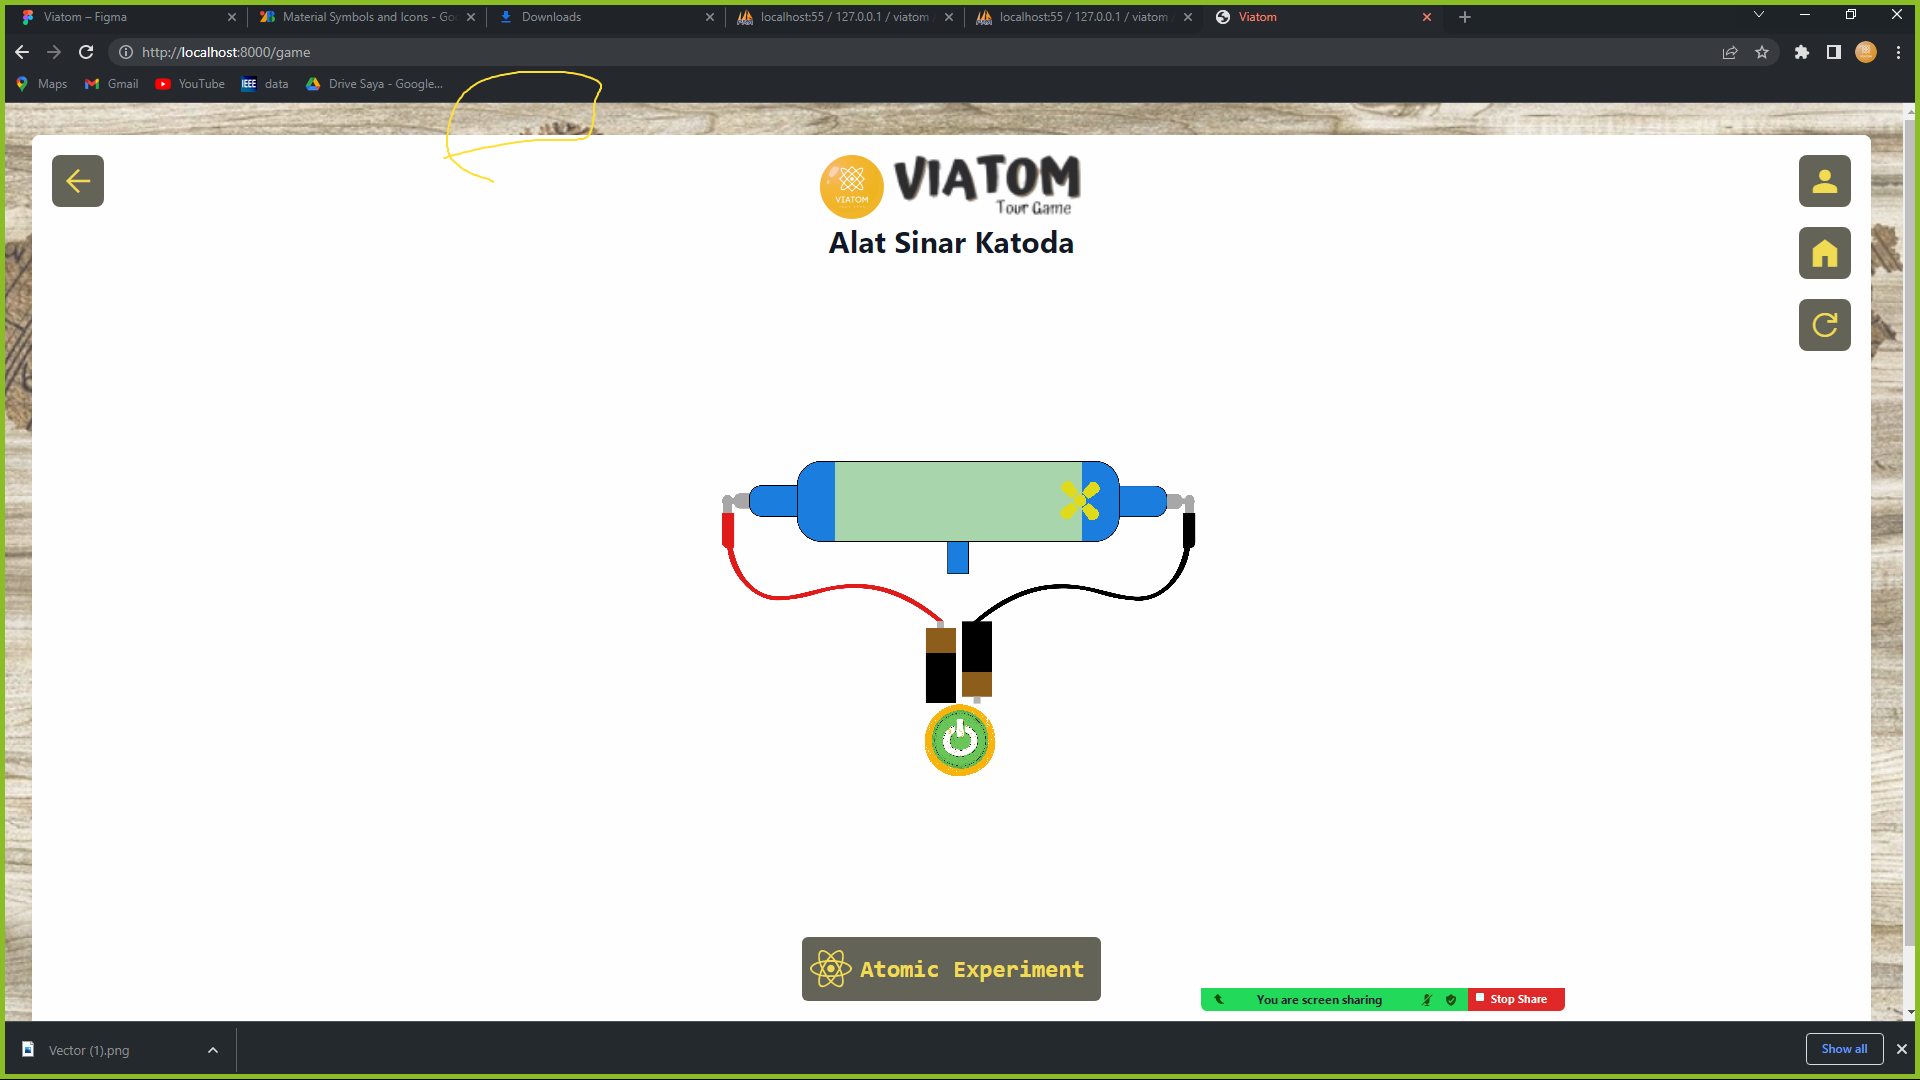 Viatom – Figma
Material Symbols and Icons - Go
Downloads
localhost:55 / 127.0.0.1 / viatom
localhost:55 / 127.0.0.1 / viatom
Viatom
http://localhost:8000/game
Maps
Gmail
YouTube
IEEE data
Drive Saya - Google...
VIATOM
VIATOM
Tour Game
Alat Sinar Katoda
Atomic Experiment
You are screen sharing
Stop Share
Vector (1).png
Show all